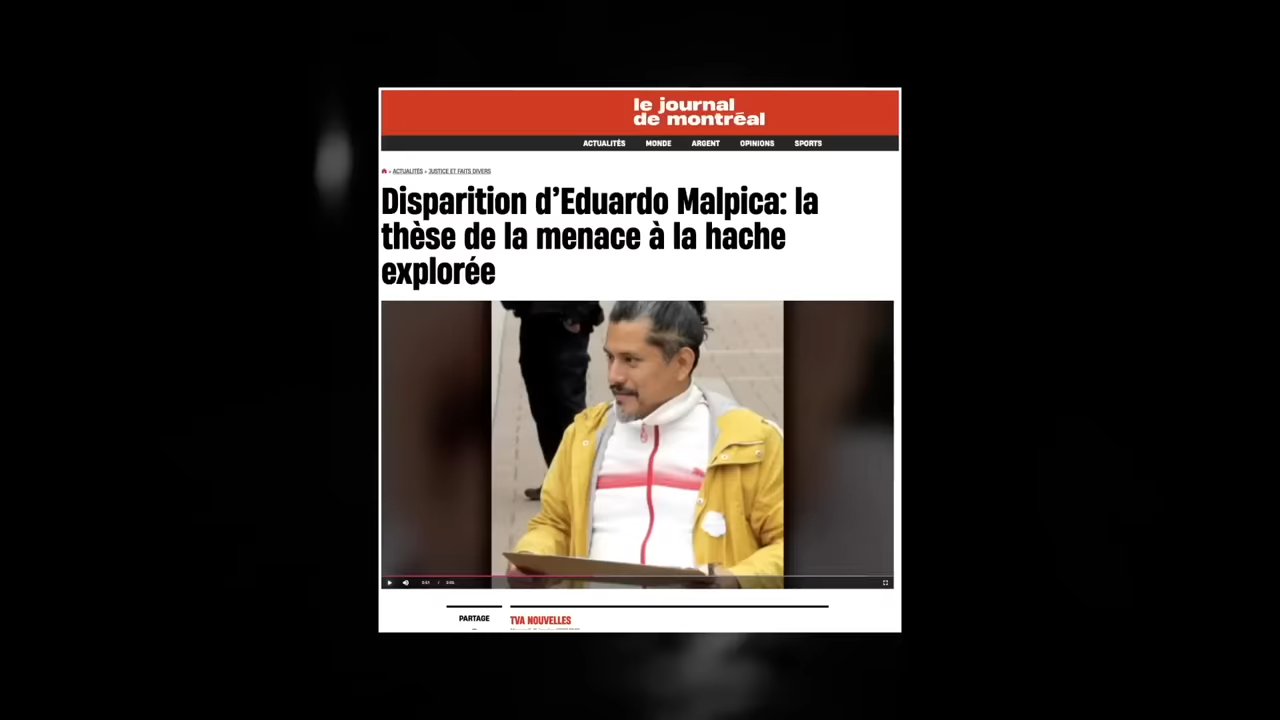 le journal
de montréal
ACTUALITÉS MONDE ARGENT OPINIONS SPORTS
ACTUALITÉS > JUSTICE ET FAITS DIVERS
Disparition d'Eduardo Malpica: la
thèse de la menace à la hache
explorée
PARTAGE
TVA NOUVELLES